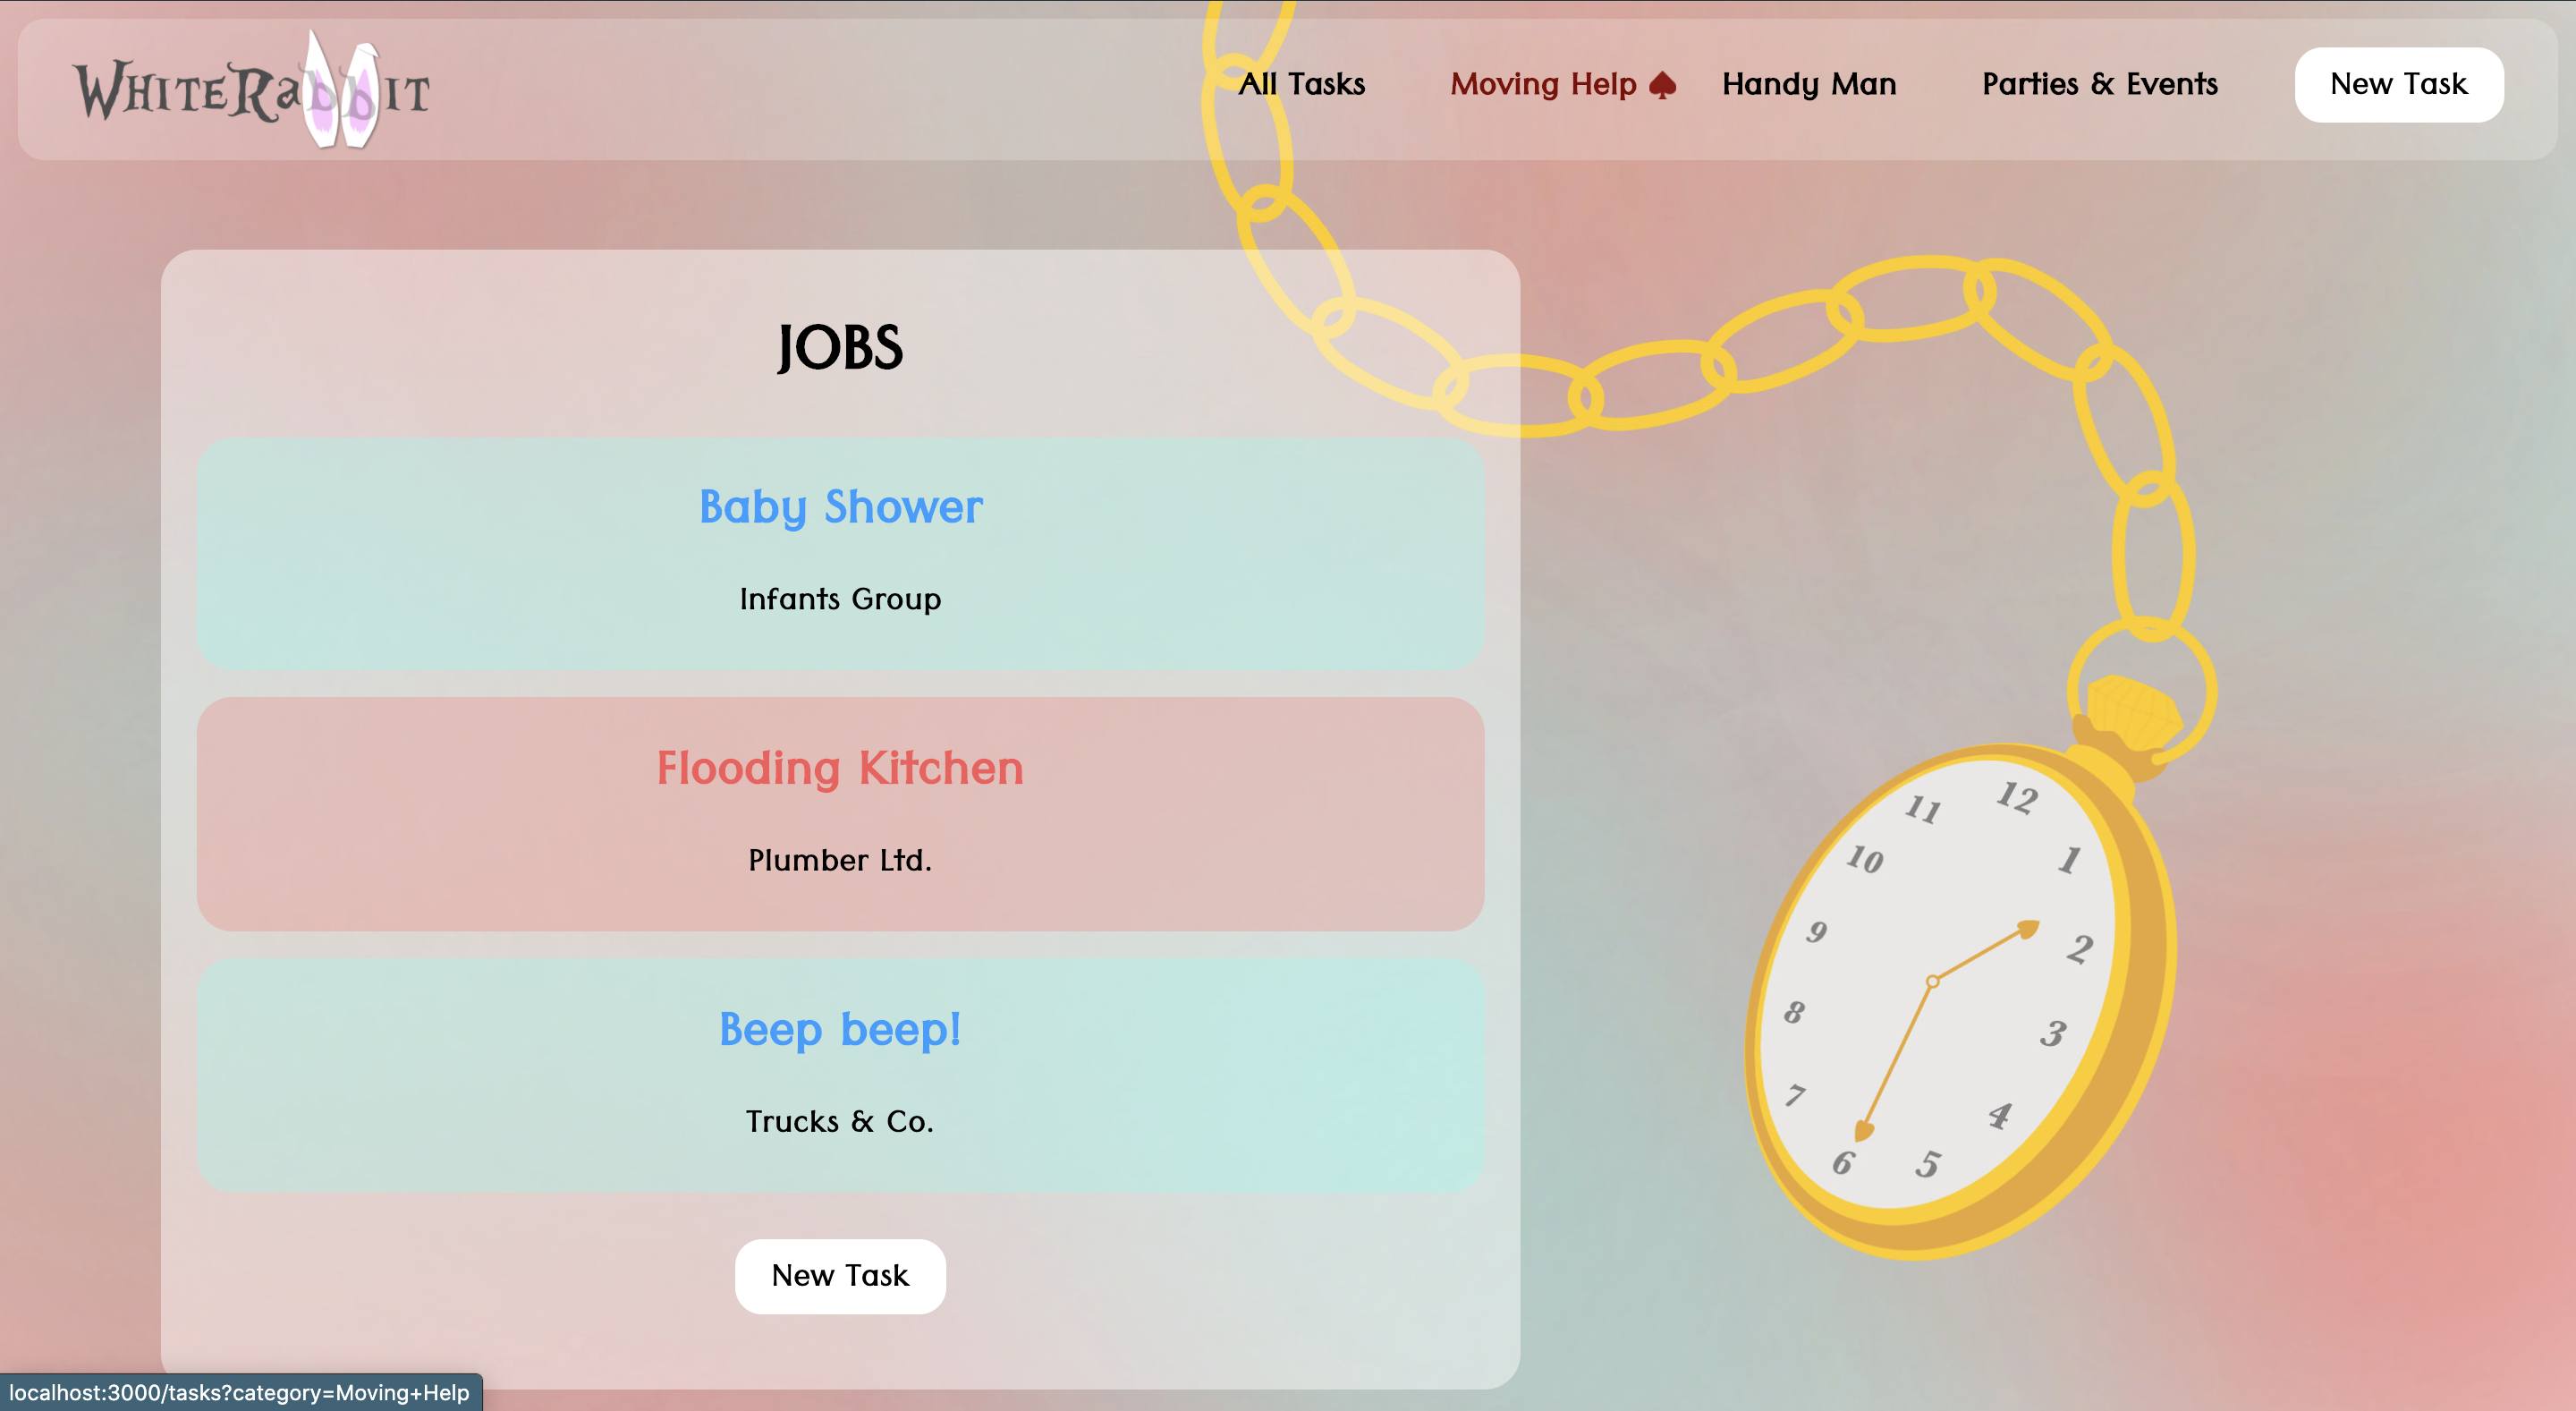 WHITERabbIT
All Tasks
Moving Help
Handy Man
Parties & Events
New Task
JOBS
Baby Shower
Infants Group
Flooding Kitchen
Plumber Ltd.
Beep beep!
Trucks & Co.
New Task
12
1
2
3
4
5
6
7
8
9
10
11
localhost:3000/tasks?category=Moving+Help